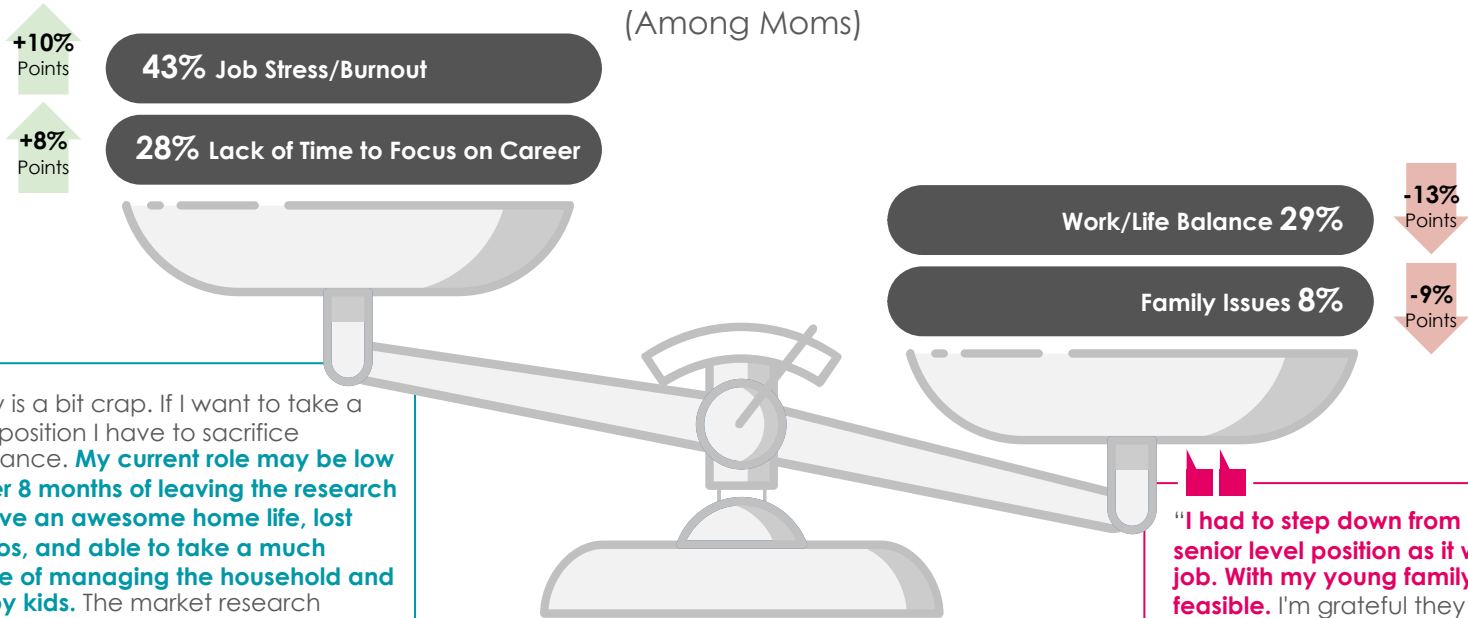 (Among Moms)
+10%
Points
43% Job Stress/Burnout
+8%
Points
28% Lack of Time to Focus on Career
Work/Life Balance 29%
-13%
Points
Family Issues 8%
-9%
Points
is a bit crap. If I want to take a
position I have to sacrifice
ance. My current role may be low
er 8 months of leaving the research
ve an awesome home life, lost
os, and able to take a much
e of managing the household and
by kids. The market research
“I had to step down from
senior level position as it w
job. With my young family
feasible. I'm grateful they